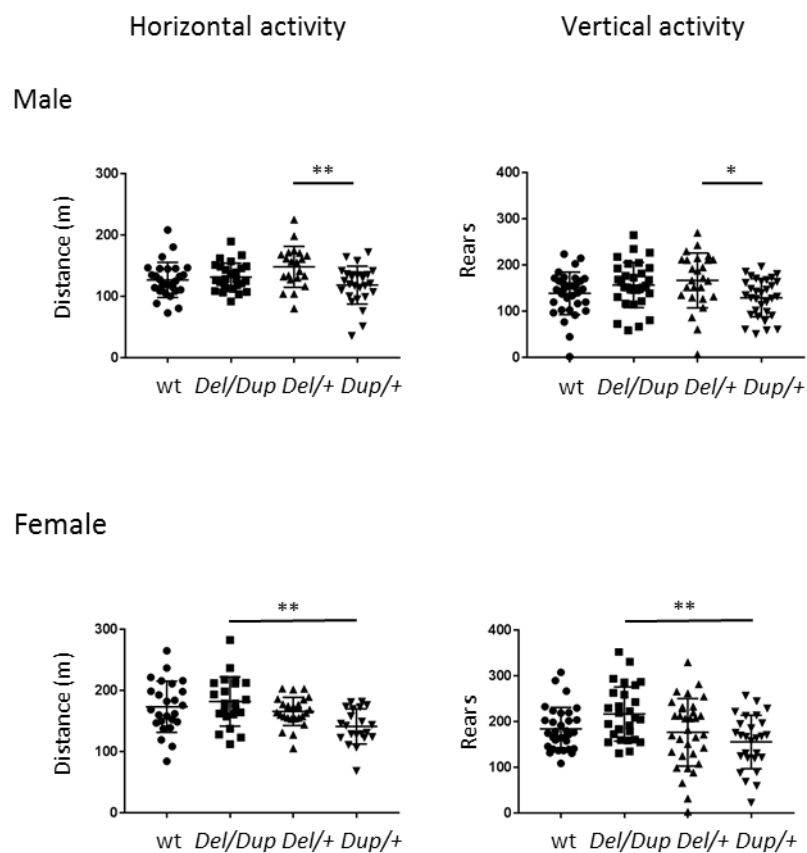 Horizontal activity Vertical activity
Male
** *
300 400
300
200
200
100
100
0 0
Distance (m) Rears
wt Del/Dup Del/+ Dup/+ wt Del/Dup Del/+ Dup/+
Female
** **
300 400
300
200
200
100
100
0 0
Distance (m) Rears
wt Del/Dup Del/+ Dup/+ wt Del/Dup Del/+ Dup/+